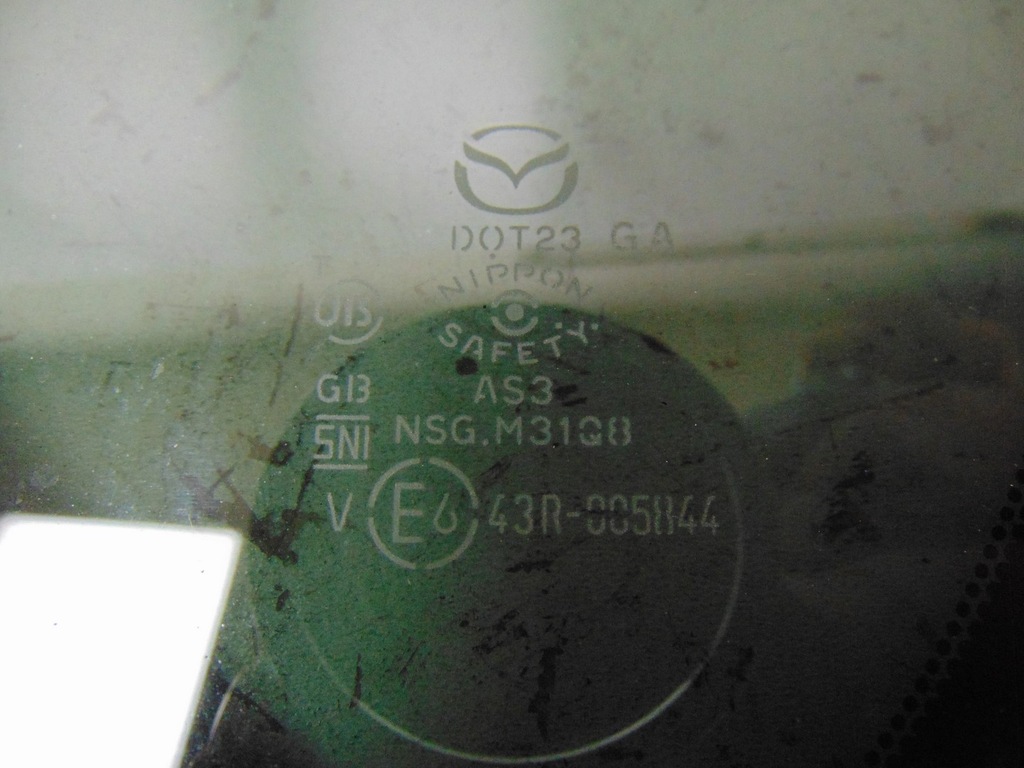 DOT23 GA
NIPPON
SAFETY
GB AS3
SNI NSG.M31Q8
V E6 43R-005844